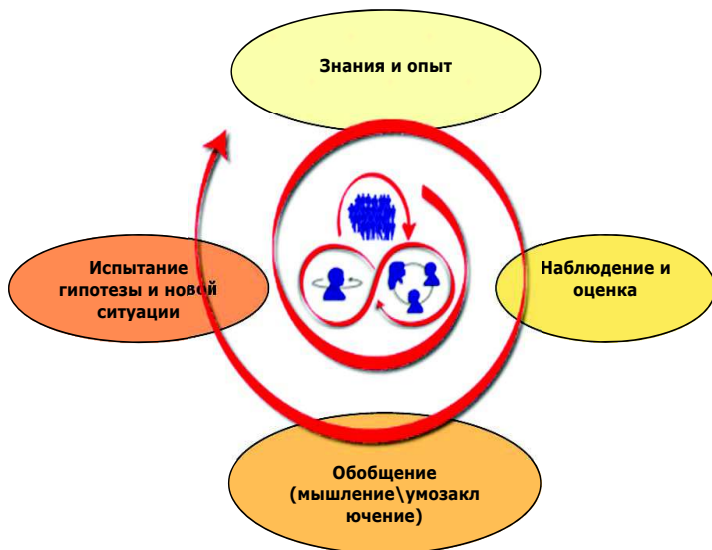 Знания и опыт
Испытание
гипотезы и новой
ситуации
Наблюдение и
оценка
Обобщение
(мышление\умозакл
ючение)